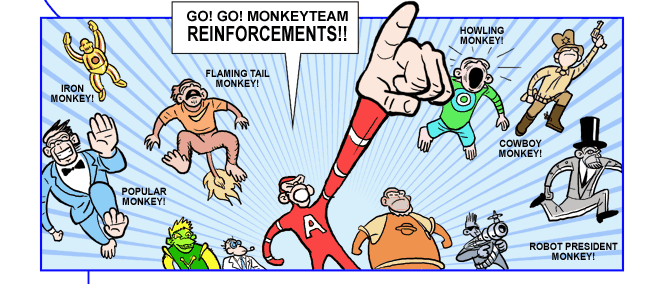 GO! GO! MONKEYTEAM
REINFORCEMENTS!!
HOWLING
MONKEY!
FLAMING TAIL
MONKEY!
IRON
MONKEY!
COWBOY
MONKEY!
POPULAR
MONKEY!
A
ROBOT PRESIDENT
MONKEY!